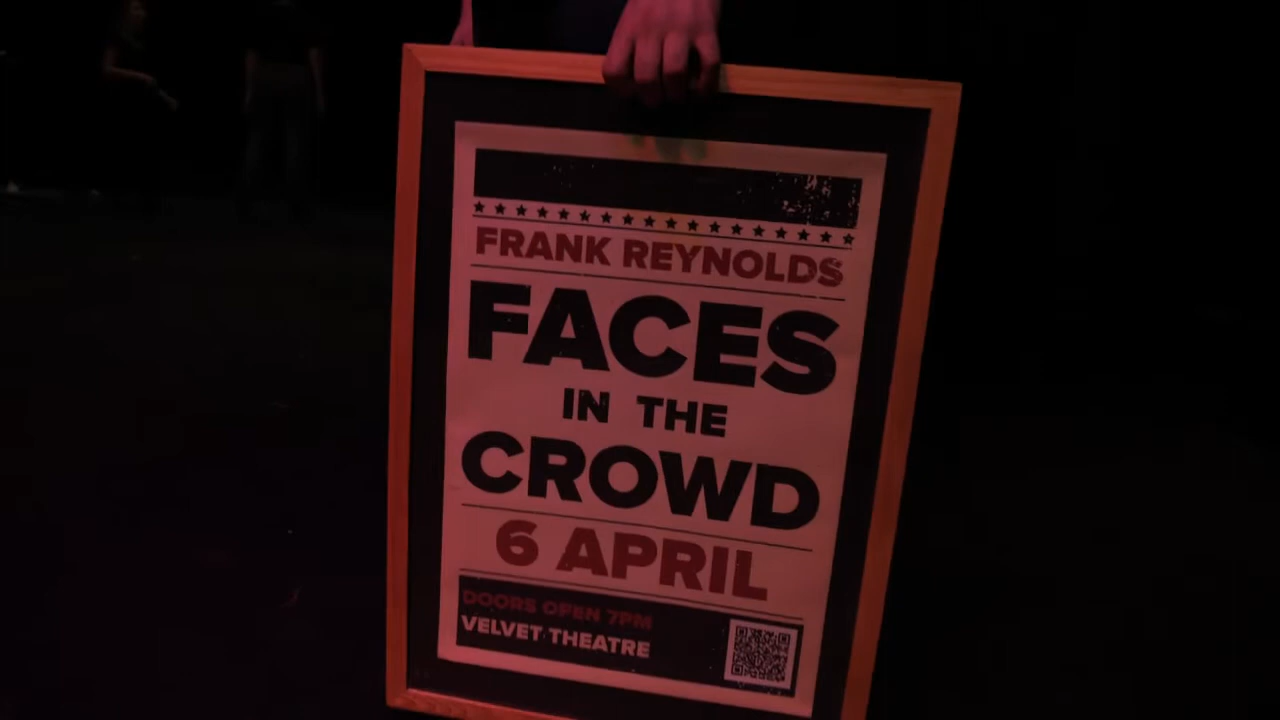 FRANK REYNOLDS
FACES
IN THE
CROWD
6 APRIL
DOORS OPEN 7PM
VELVET THEATRE